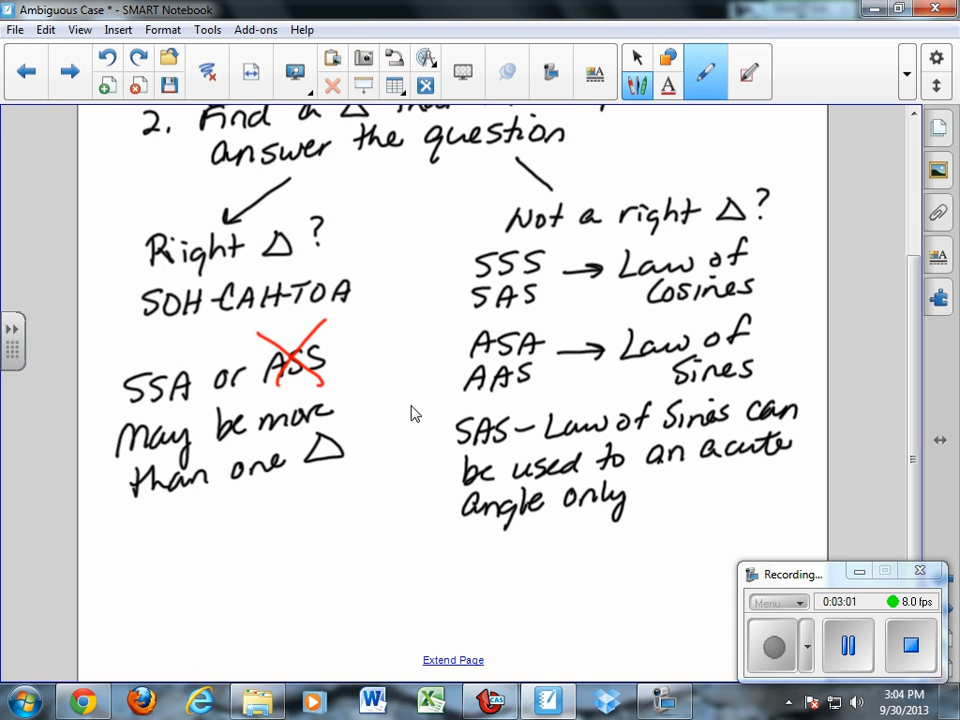 Ambiguous Case * - SMART Notebook
File Edit View Insert Format Tools Add-ons Help
2. Find a △
answer the question
Right △ ?
SOH-CAH-TOA
SSA or ASS
may be more
than one △
Not a right △ ?
SSS → Law of
SAS Cosines
ASA → Law of
AAS Sines
SAS - Law of Sines can
be used to an acute
angle only
Extend Page
Recording...
Menu 0:03:01 8.0 fps
3:04 PM
9/30/2013